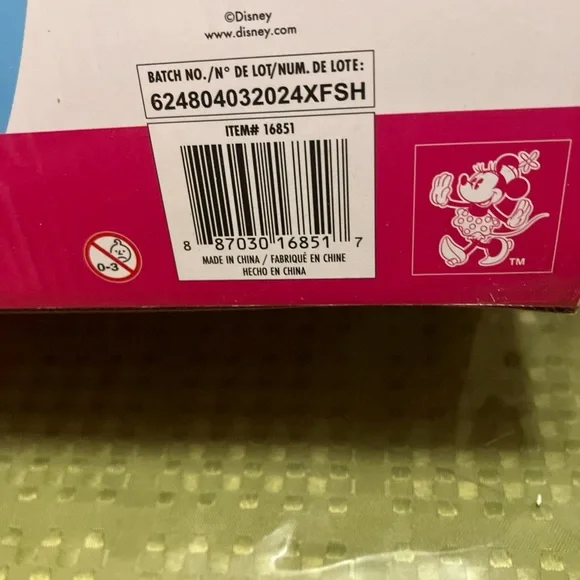 ©Disney
www.disney.com
BATCH NO./N° DE LOT/NUM. DE LOTE:
624804032024XFSH
ITEM# 16851
8 87030 16851 7
MADE IN CHINA / FABRIQUÉ EN CHINE
HECHO EN CHINA
0-3
TM